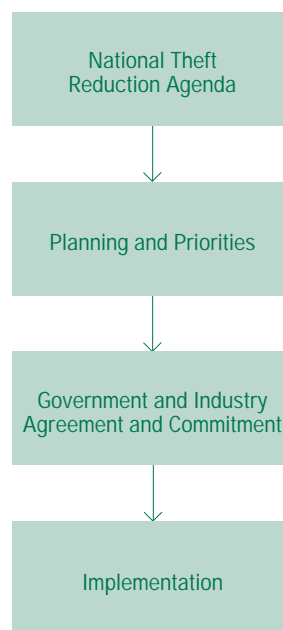 National Theft
Reduction Agenda
Planning and Priorities
Government and Industry
Agreement and Commitment
Implementation